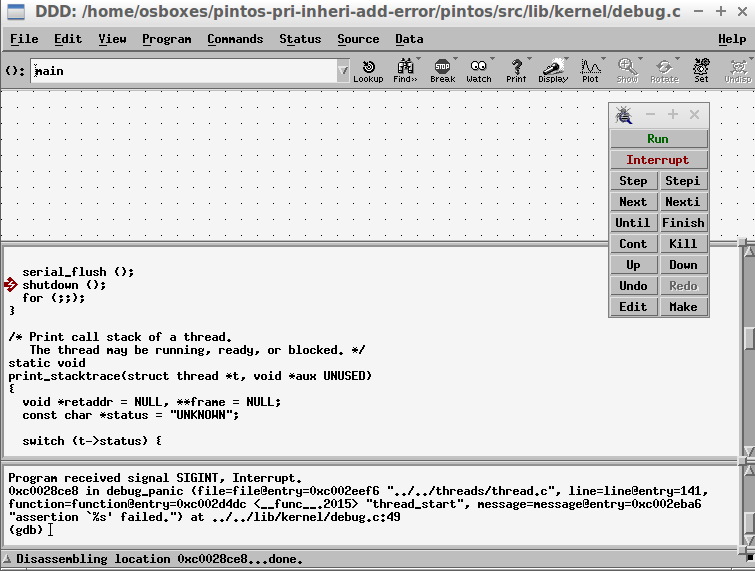 DDD: /home/osboxes/pintos-pri-inheri-add-error/pintos/src/lib/kernel/debug.c
File Edit View Program Commands Status Source Data Help
(): main
Lookup Find» Break Watch Print Display Plot Show Rotate Set Undisp
Run
Interrupt
Step Stepi
Next Nexti
Until Finish
Cont Kill
Up Down
Undo Redo
Edit Make
serial_flush ();
shutdown ();
for (;;);
}
/* Print call stack of a thread.
The thread may be running, ready, or blocked. */
static void
print_stacktrace(struct thread *t, void *aux UNUSED)
{
void *retaddr = NULL, **frame = NULL;
const char *status = "UNKNOWN";
switch (t->status) {
Program received signal SIGINT, Interrupt.
0xc0028ce8 in debug_panic (file=file@entry=0xc002eef6 "../../threads/thread.c", line=line@entry=141,
function=function@entry=0xc002d4dc <__func__.2015> "thread_start", message=message@entry=0xc002eba6
"assertion `%s' failed.") at ../../lib/kernel/debug.c:49
(gdb)
Disassembling location 0xc0028ce8...done.